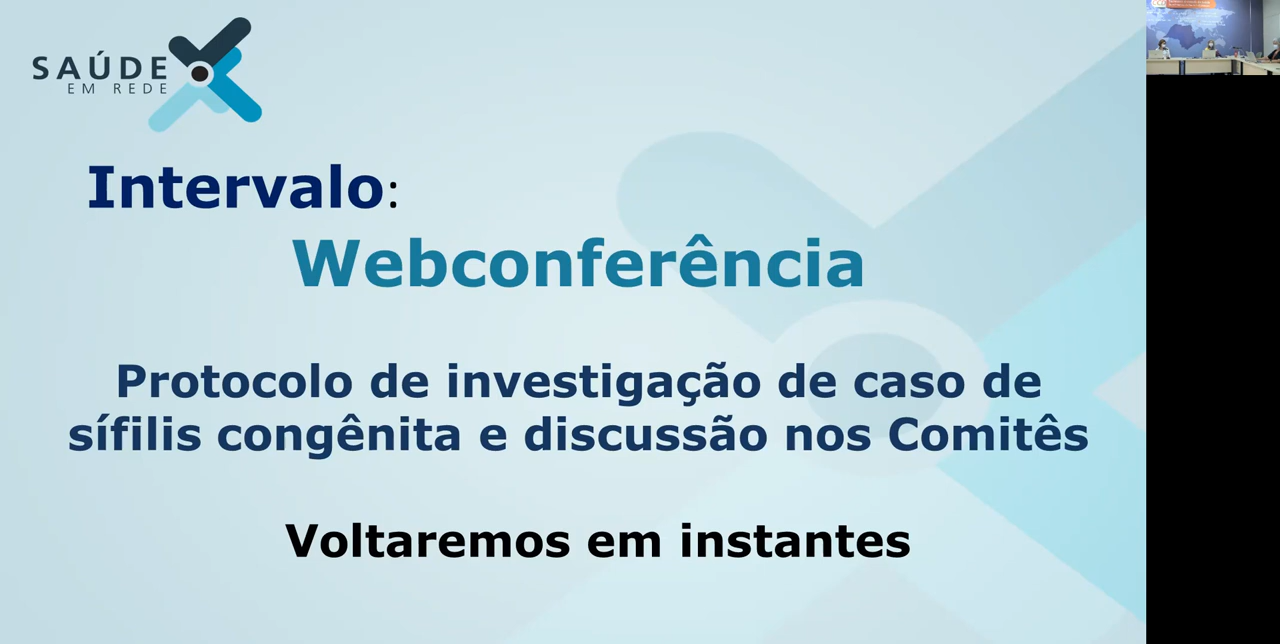 SAÚDE
EM REDE
Intervalo:
Webconferência
Protocolo de investigação de caso de
sífilis congênita e discussão nos Comitês
Voltaremos em instantes